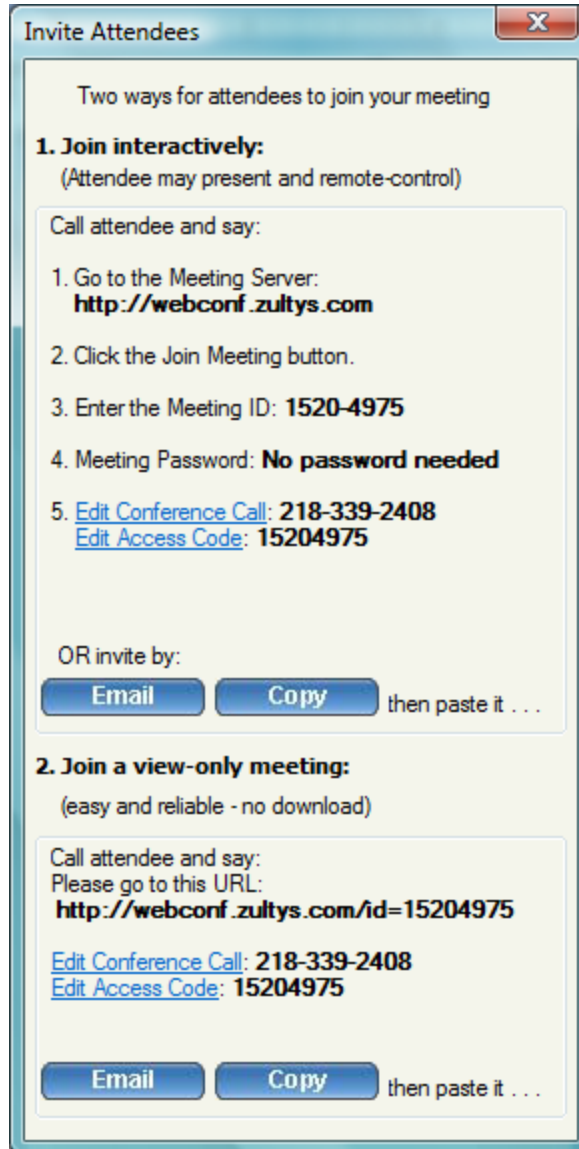 Invite Attendees
X
Two ways for attendees to join your meeting
1. Join interactively:
(Attendee may present and remote-control)
Call attendee and say:
1. Go to the Meeting Server:
http://webconf.zultys.com
2. Click the Join Meeting button.
3. Enter the Meeting ID: 1520-4975
4. Meeting Password: No password needed
5. Edit Conference Call: 218-339-2408
Edit Access Code: 15204975
OR invite by:
Email Copy then paste it . . .
2. Join a view-only meeting:
(easy and reliable - no download)
Call attendee and say:
Please go to this URL:
http://webconf.zultys.com/id=15204975
Edit Conference Call: 218-339-2408
Edit Access Code: 15204975
Email Copy then paste it . . .